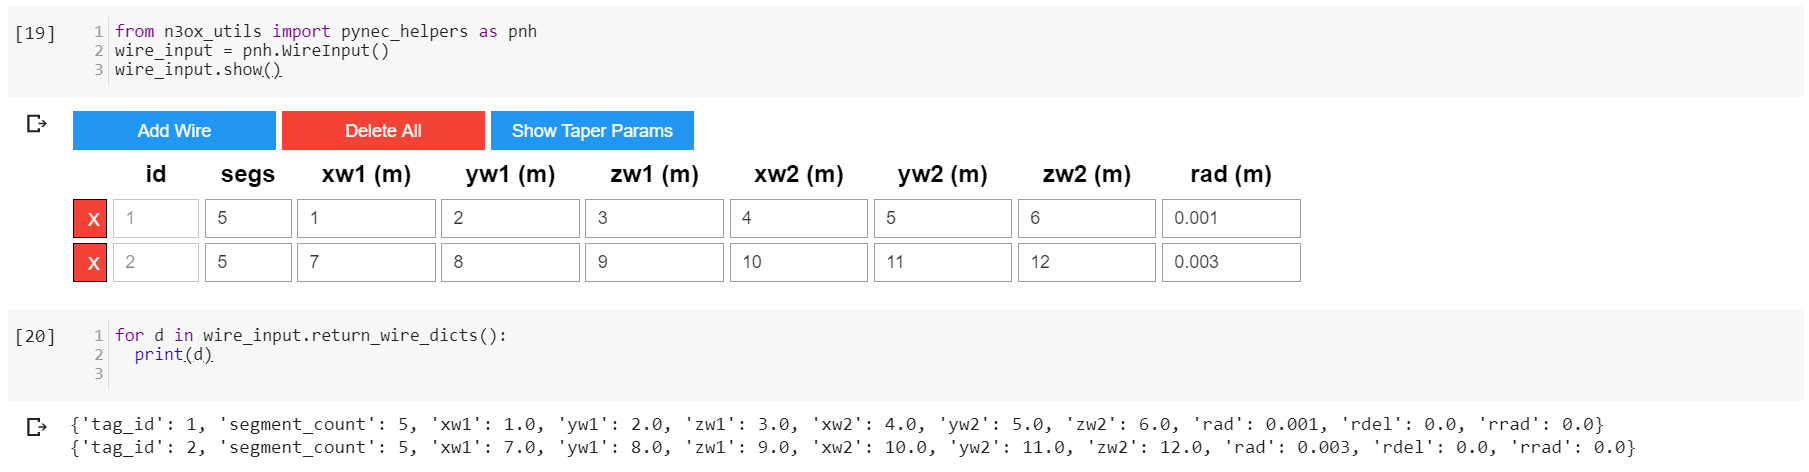 [19] 1 from n3ox_utils import pynec_helpers as pnh
2 wire_input = pnh.WireInput()
3 wire_input.show()
Add Wire Delete All Show Taper Params
id segs xw1 (m) yw1 (m) zw1 (m) xw2 (m) yw2 (m) zw2 (m) rad (m)
X 1 5 1 2 3 4 5 6 0.001
X 2 5 7 8 9 10 11 12 0.003
[20] 1 for d in wire_input.return_wire_dicts():
2 print(d)
3
{'tag_id': 1, 'segment_count': 5, 'xw1': 1.0, 'yw1': 2.0, 'zw1': 3.0, 'xw2': 4.0, 'yw2': 5.0, 'zw2': 6.0, 'rad': 0.001, 'rdel': 0.0, 'rrad': 0.0}
{'tag_id': 2, 'segment_count': 5, 'xw1': 7.0, 'yw1': 8.0, 'zw1': 9.0, 'xw2': 10.0, 'yw2': 11.0, 'zw2': 12.0, 'rad': 0.003, 'rdel': 0.0, 'rrad': 0.0}